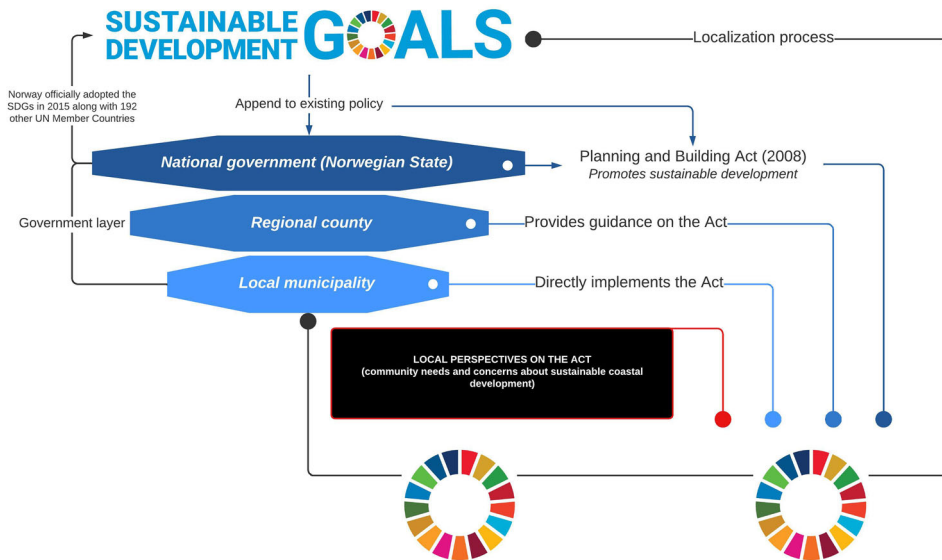 SUSTAINABLE
DEVELOPMENT
GOALS
Localization process
Norway officially adopted the
SDGs in 2015 along with 192
other UN Member Countries
Append to existing policy
National government (Norwegian State)
Planning and Building Act (2008)
Promotes sustainable development
Government layer
Regional county
Provides guidance on the Act
Local municipality
Directly implements the Act
LOCAL PERSPECTIVES ON THE ACT
(community needs and concerns about sustainable coastal
development)